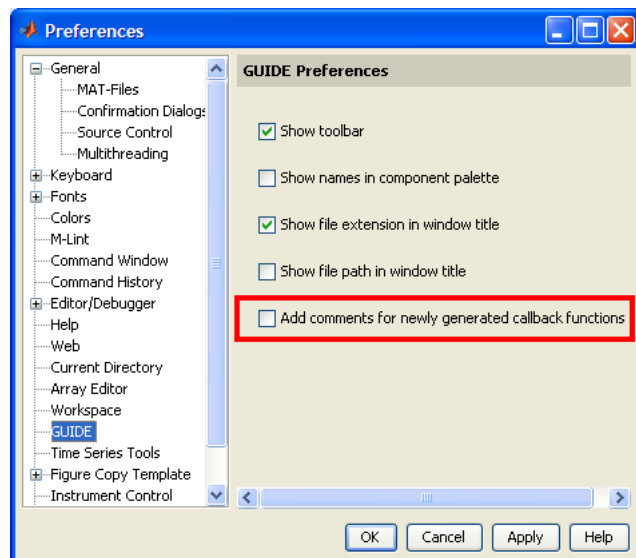 Preferences
General
MAT-Files
Confirmation Dialogs
Source Control
Multithreading
Keyboard
Fonts
Colors
M-Lint
Command Window
Command History
Editor/Debugger
Help
Web
Current Directory
Array Editor
Workspace
GUIDE
Time Series Tools
Figure Copy Template
Instrument Control
GUIDE Preferences
Show toolbar
Show names in component palette
Show file extension in window title
Show file path in window title
Add comments for newly generated callback functions
OK Cancel Apply Help